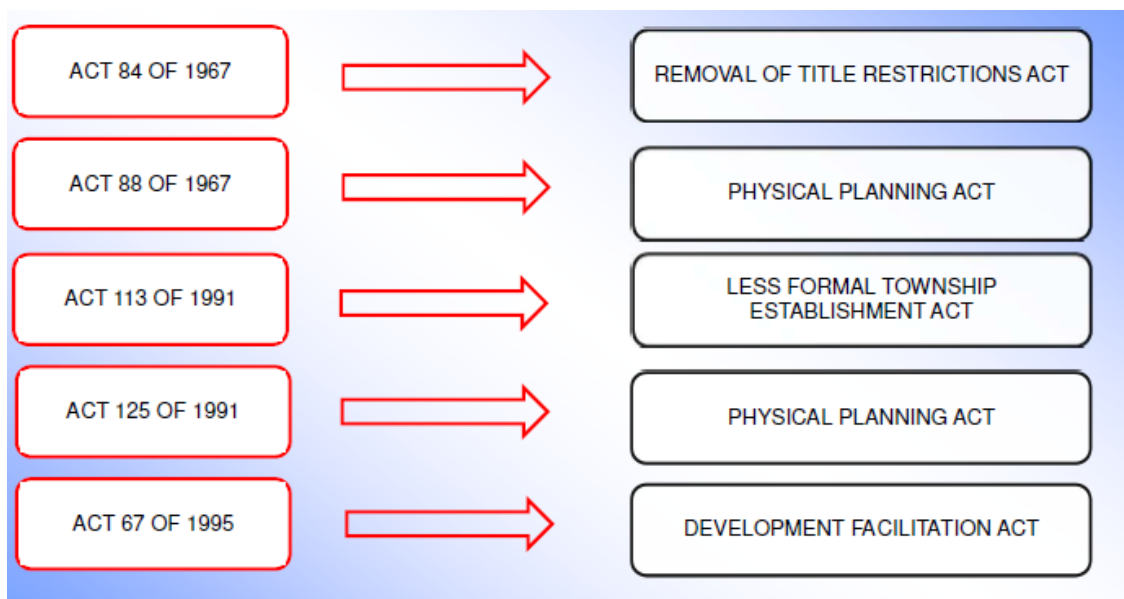 ACT 84 OF 1967
REMOVAL OF TITLE RESTRICTIONS ACT
ACT 88 OF 1967
PHYSICAL PLANNING ACT
ACT 113 OF 1991
LESS FORMAL TOWNSHIP
ESTABLISHMENT ACT
ACT 125 OF 1991
PHYSICAL PLANNING ACT
ACT 67 OF 1995
DEVELOPMENT FACILITATION ACT